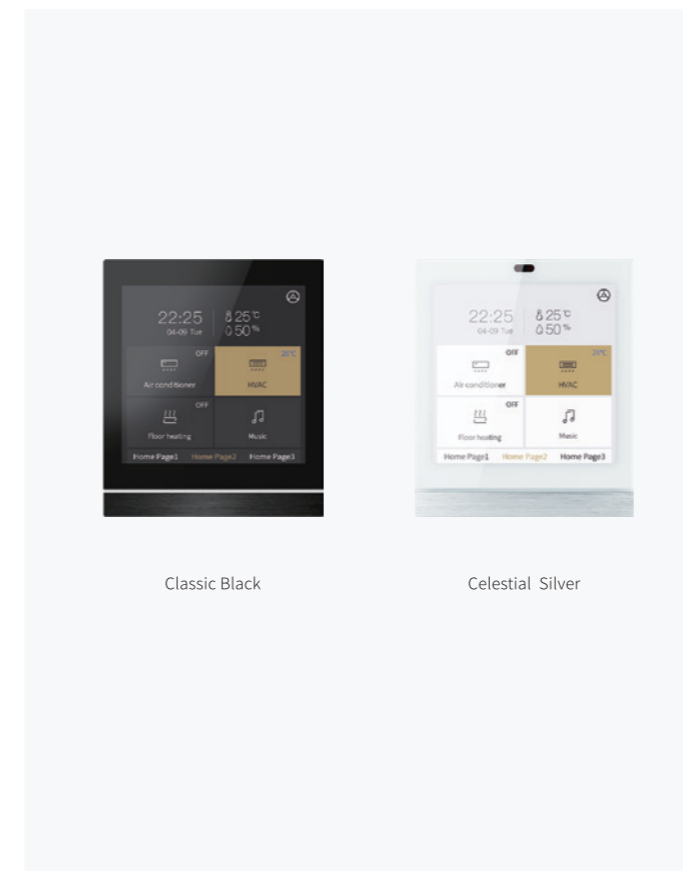 22:25
04-09 Tue
25℃
50%
OFF
Air conditioner
26℃
HVAC
OFF
Floor heating
Music
Home Page1 Home Page2 Home Page3
22:25
04-09 Tue
25℃
50%
OFF
Air conditioner
HVAC
OFF
Floor heating
Music
Home Page1 Home Page2 Home Page3
Classic Black
Celestial Silver